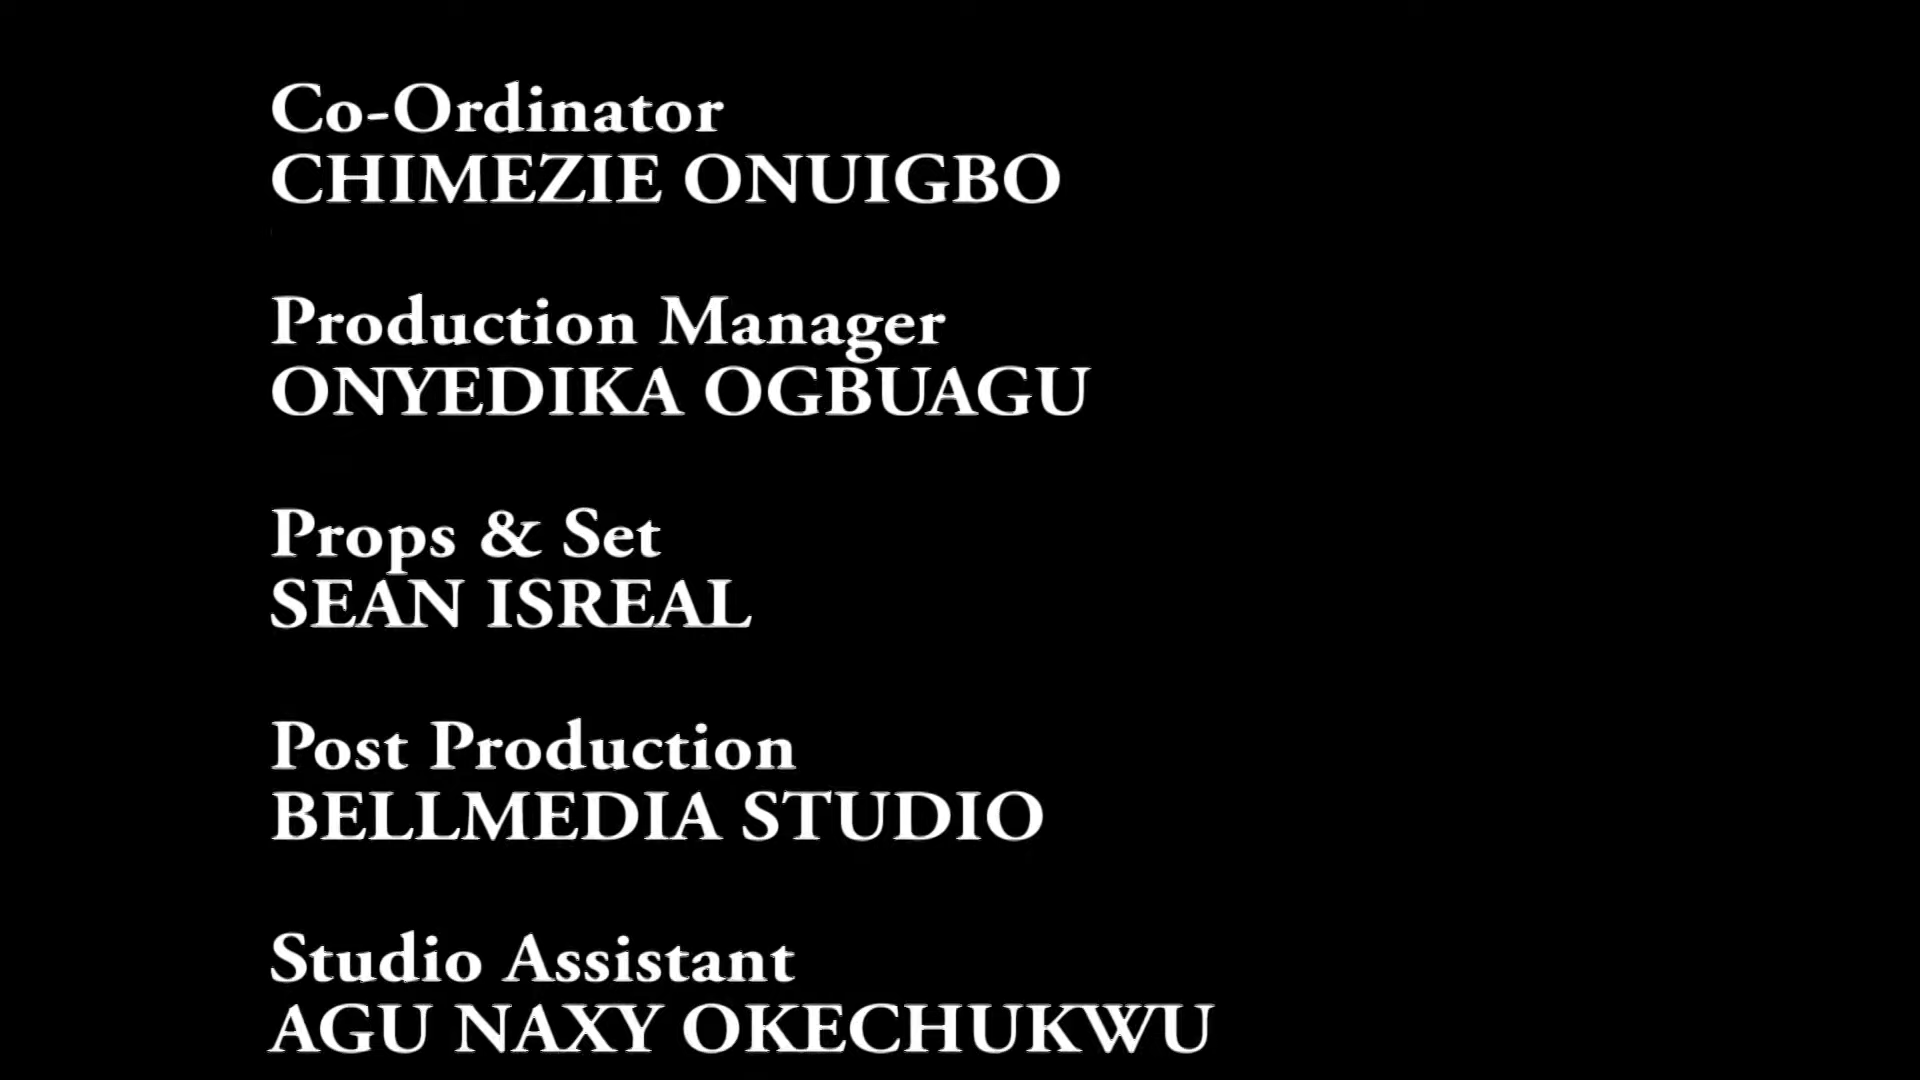 Co-Ordinator
CHIMEZIE ONUIGBO
Production Manager
ONYEDIKA OGBUAGU
Props & Set
SEAN ISREAL
Post Production
BELLMEDIA STUDIO
Studio Assistant
AGU NAXY OKECHUKWU